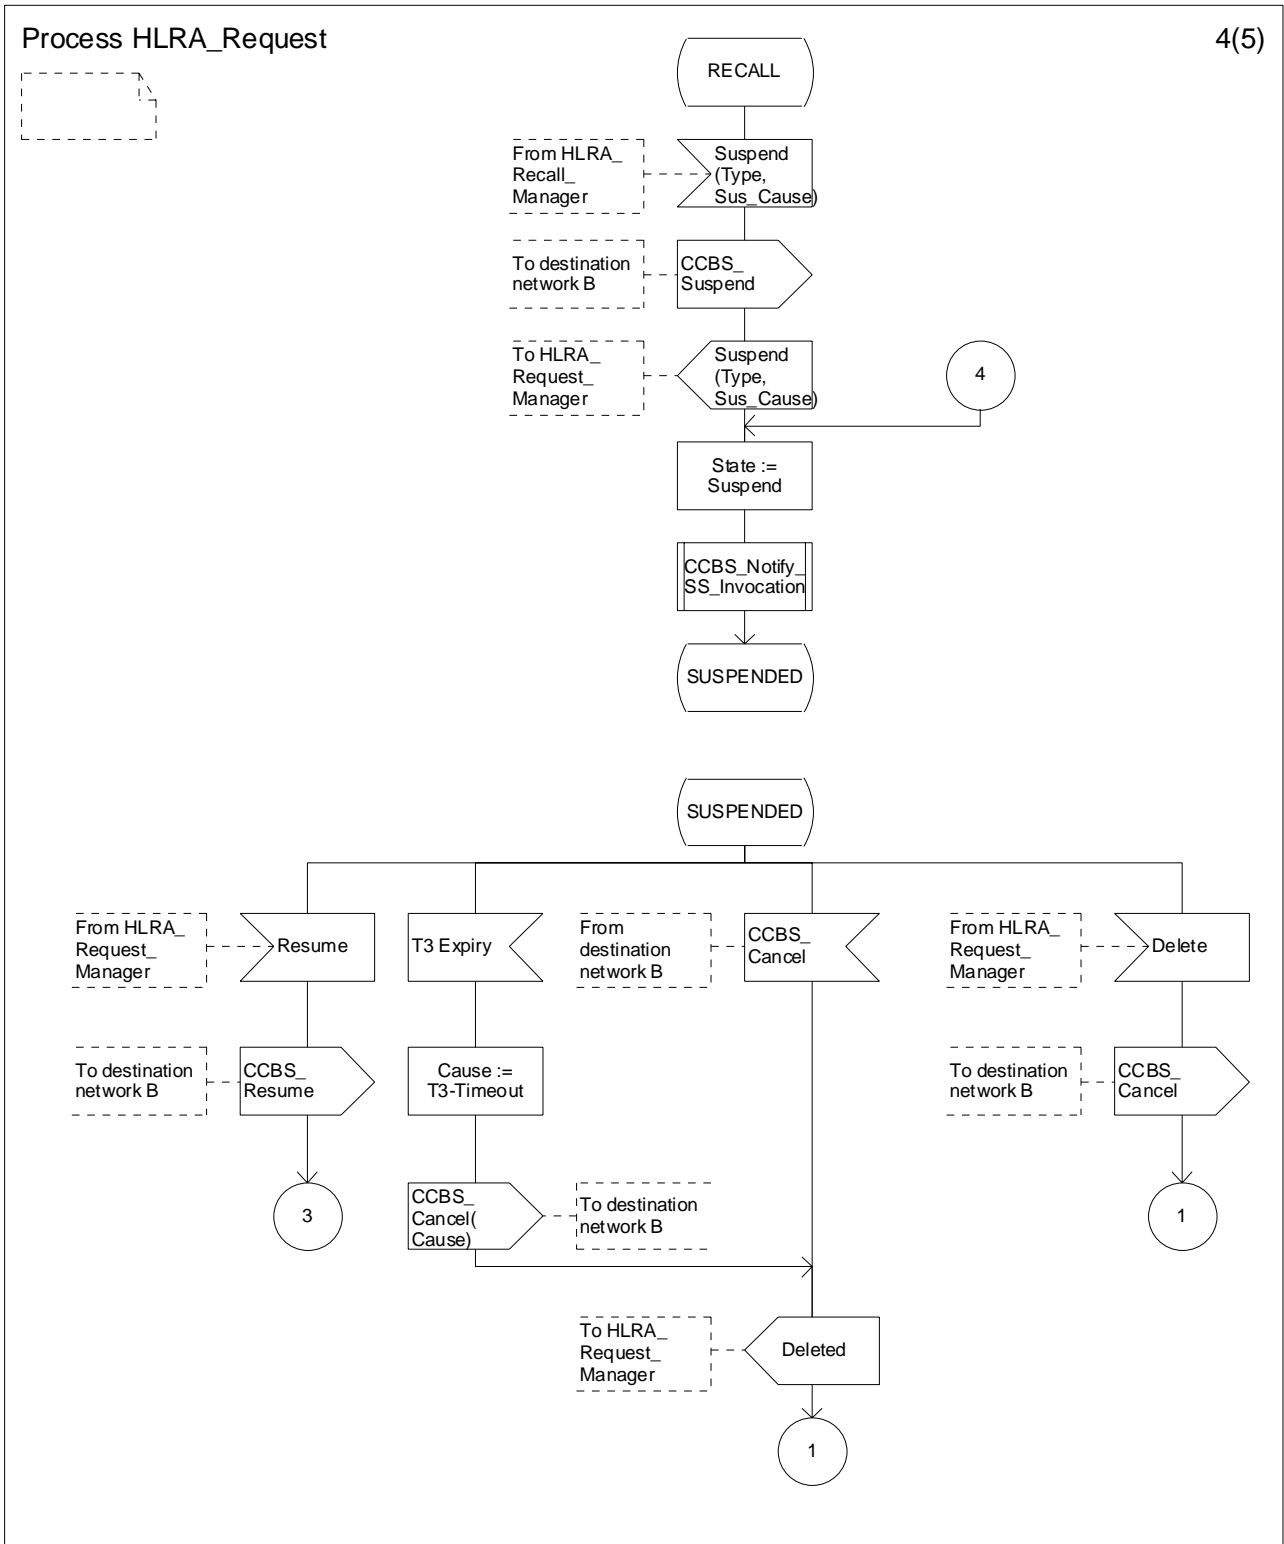 Process HLRA_Request
4(5)
RECALL
From HLRA_
Recall_
Manager
Suspend
(Type,
Sus_Cause)
To destination
network B
CCBS_
Suspend
To HLRA_
Request_
Manager
Suspend
(Type,
Sus_Cause)
4
State :=
Suspend
CCBS_Notify_
SS_Invocation
SUSPENDED
SUSPENDED
From HLRA_
Request_
Manager
Resume
T3 Expiry
From
destination
network B
CCBS_
Cancel
From HLRA_
Request_
Manager
Delete
To destination
network B
CCBS_
Resume
Cause :=
T3-Timeout
To destination
network B
CCBS_
Cancel
3
CCBS_
Cancel(
Cause)
To destination
network B
1
To HLRA_
Request_
Manager
Deleted
1